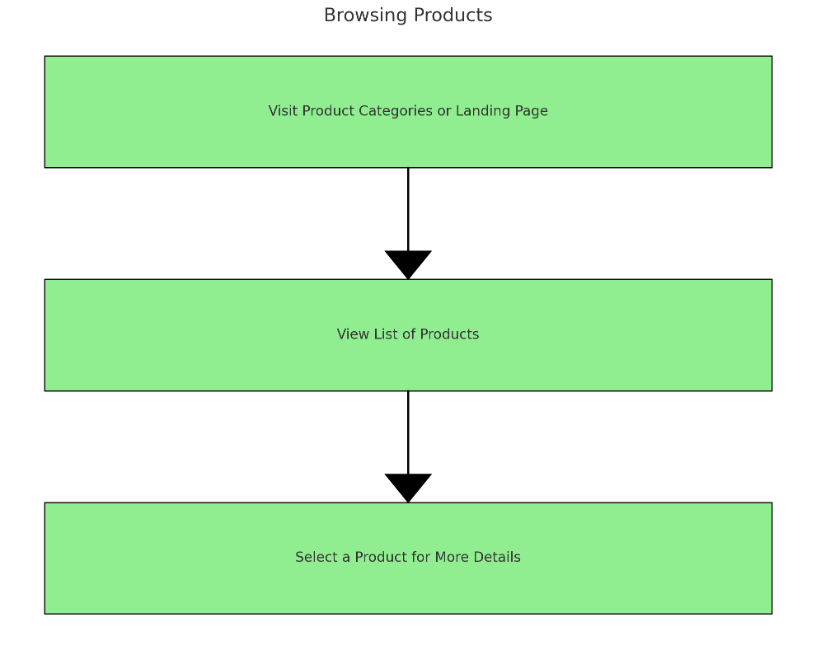 Browsing Products
Visit Product Categories or Landing Page
View List of Products
Select a Product for More Details